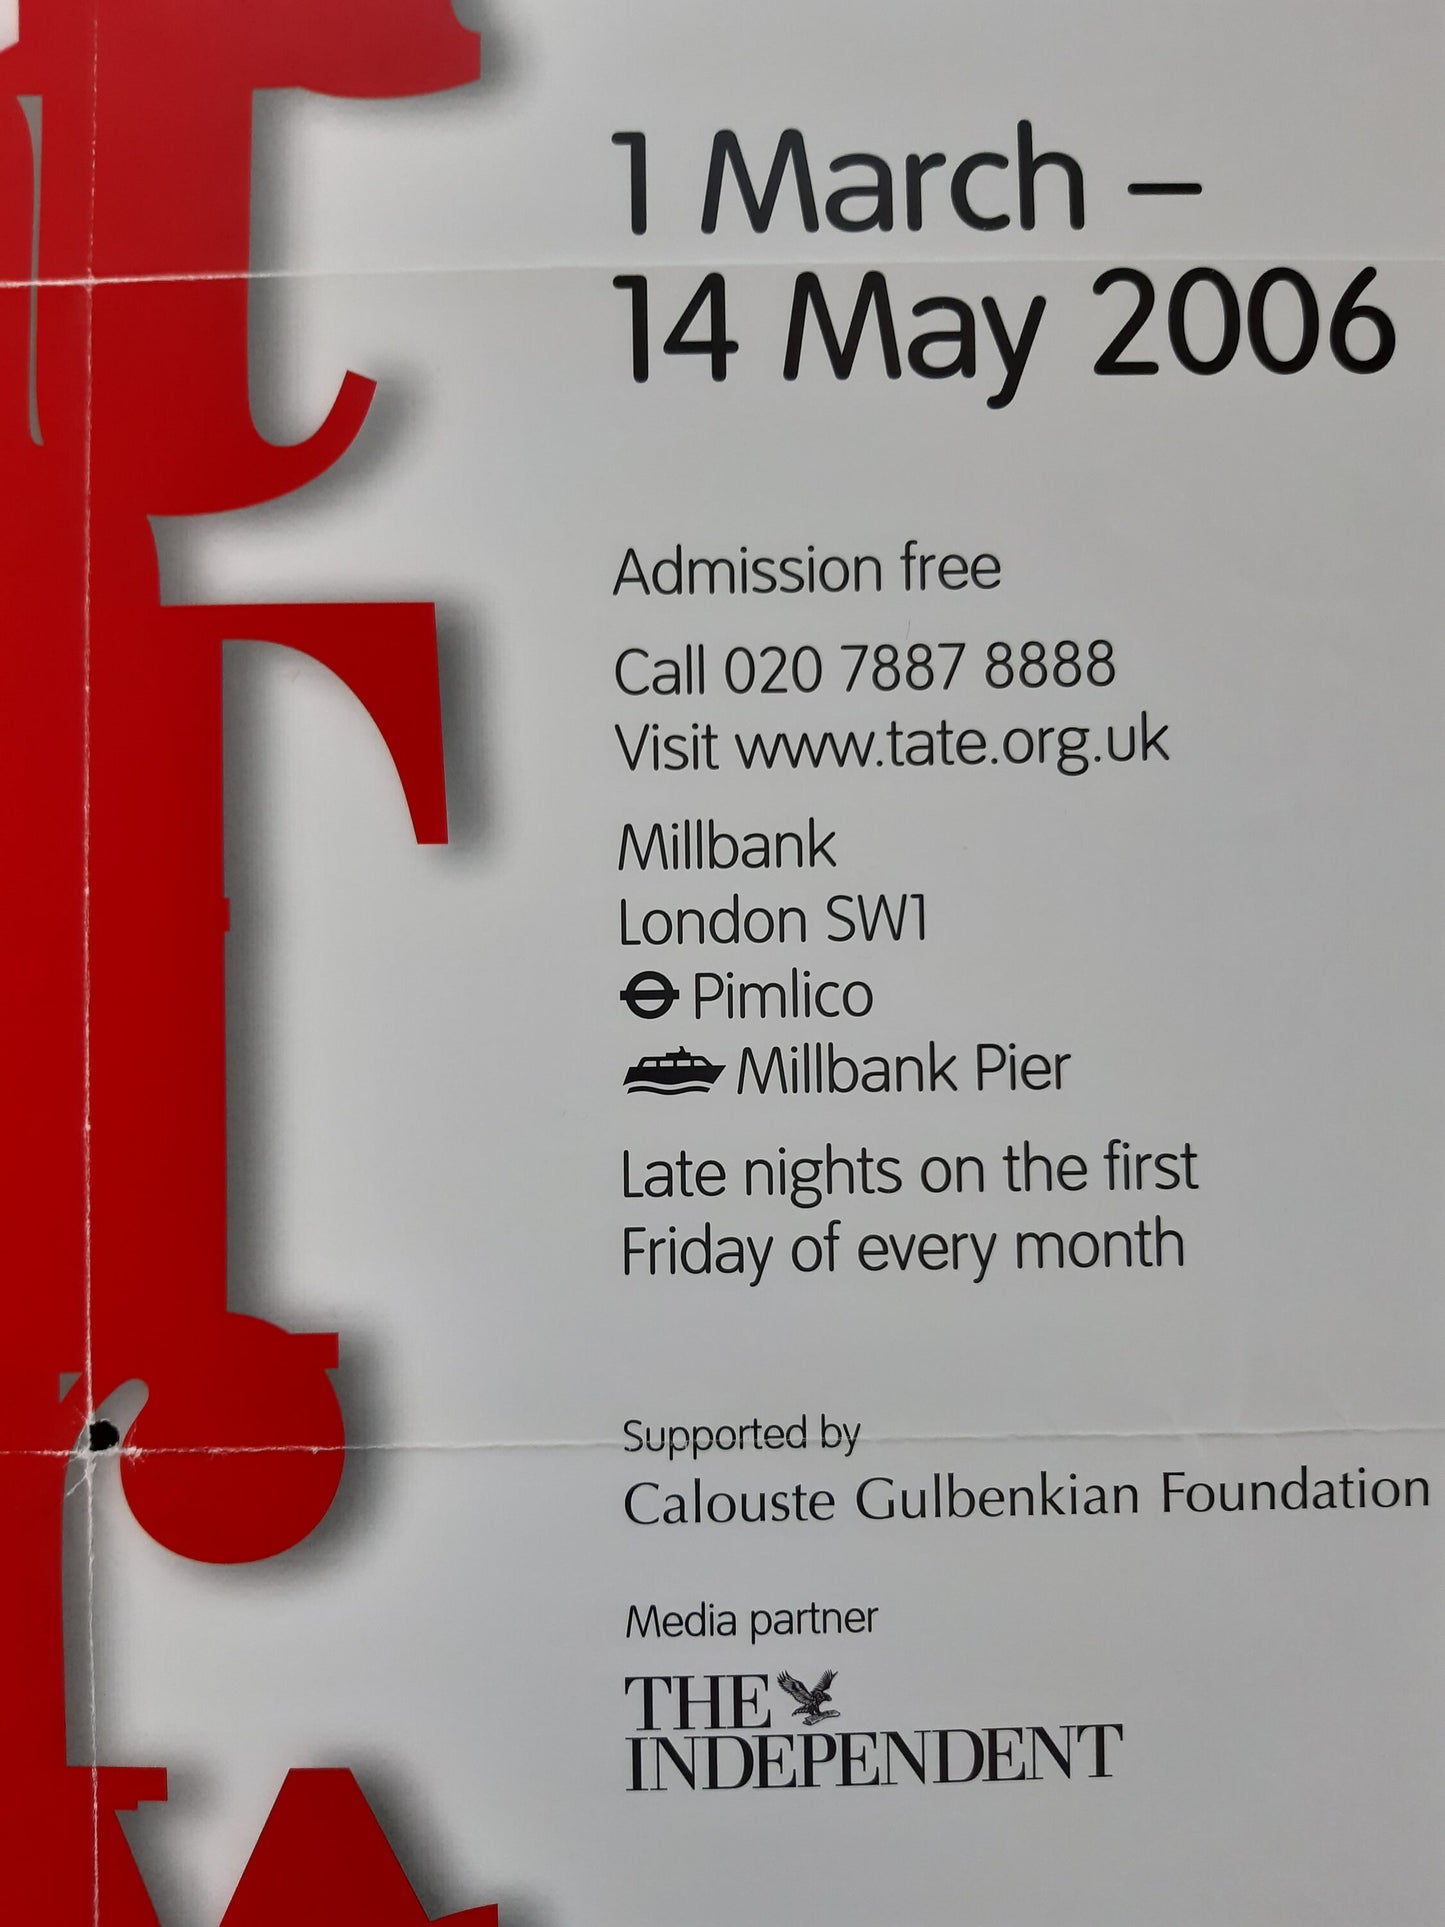 1 March –
14 May 2006
Admission free
Call 020 7887 8888
Visit www.tate.org.uk
Millbank
London SW1
Pimlico
Millbank Pier
Late nights on the first
Friday of every month
Supported by
Calouste Gulbenkian Foundation
Media partner
THE
INDEPENDENT